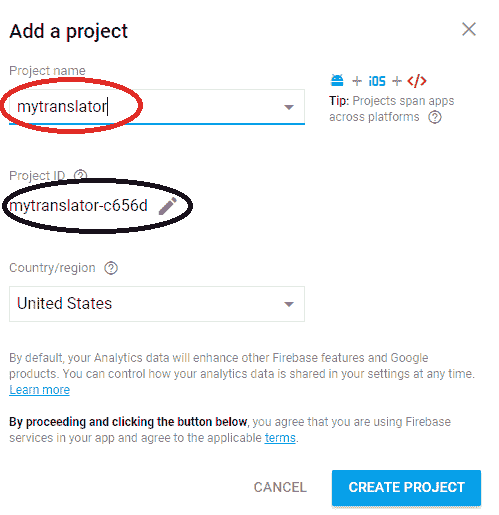 Add a project
Project name
mytranslator
iOS
Tip: Projects span apps
across platforms
Project ID
mytranslator-c656d
Country/region
United States
By default, your Analytics data will enhance other Firebase features and Google
products. You can control how your analytics data is shared in your settings at any time.
Learn more
By proceeding and clicking the button below, you agree that you are using Firebase
services in your app and agree to the applicable terms.
CANCEL
CREATE PROJECT